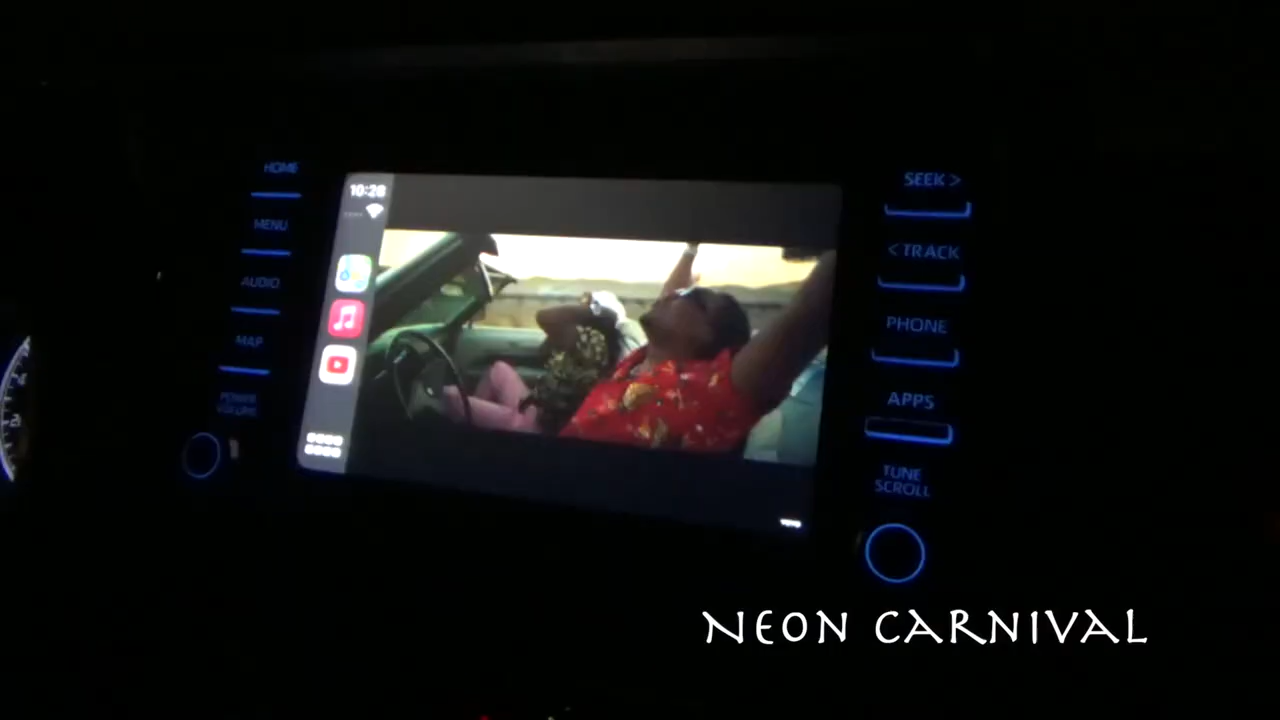 HOME
MENU
AUDIO
MAP
POWER
VOLUME
10:28
SEEK >
< TRACK
PHONE
APPS
TUNE
SCROLL
NEON CARNIVAL